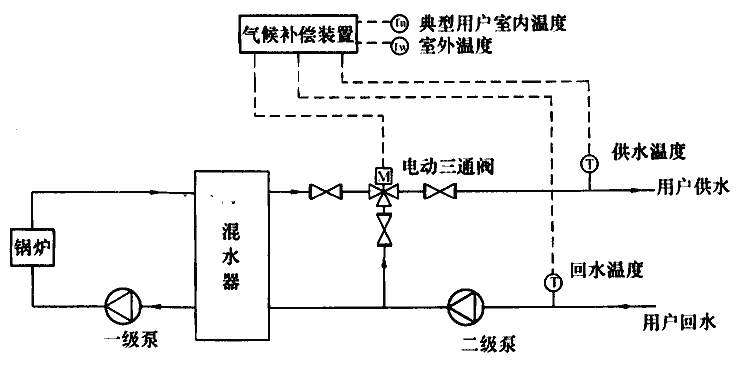 气候补偿装置
Tn 典型用户室内温度
Tw 室外温度
供水温度
T
电动三通阀
M
用户供水
混水器
锅炉
回水温度
T
用户回水
一级泵
二级泵